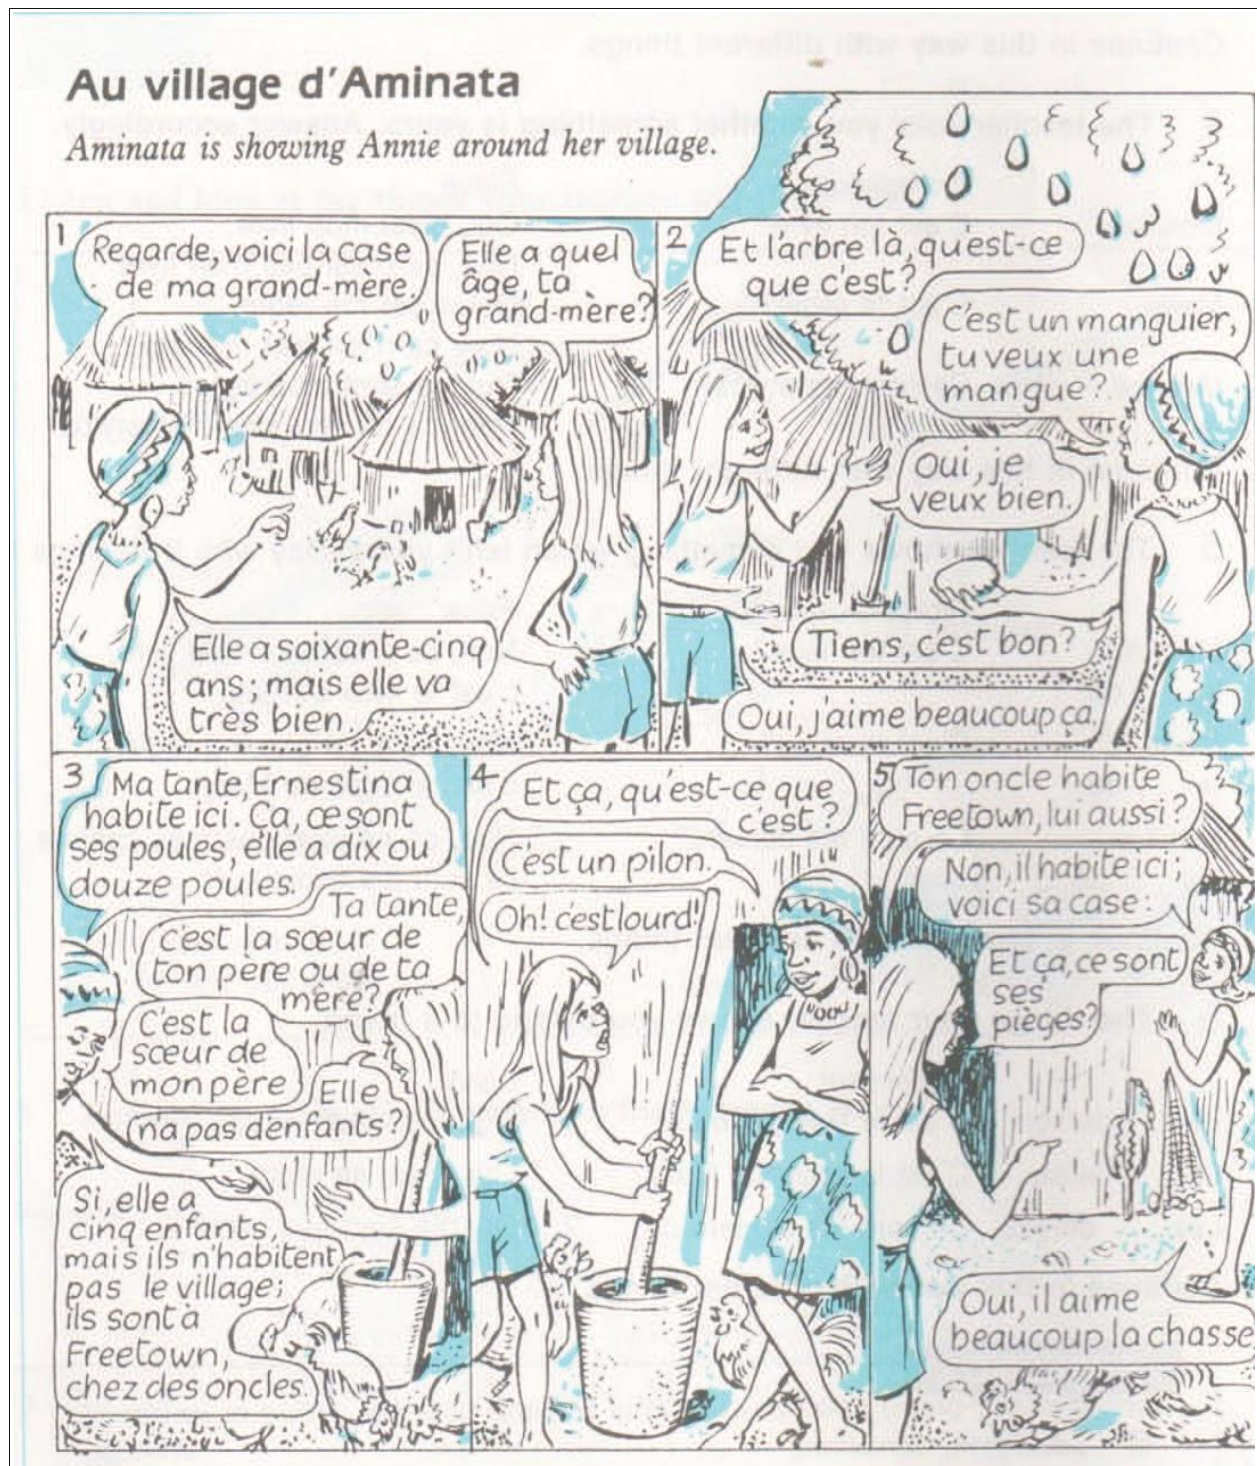 Au village d'Aminata
Aminata is showing Annie around her village.
1
Regarde, voici la case
de ma grand-mère.
Elle a quel
âge, ta
grand-mère?
Elle a soixante-cinq
ans; mais elle va
très bien.
2
Et l'arbre là, qu'est-ce
que c'est?
C'est un manguier,
tu veux une
mangue?
Oui, je
veux bien.
Tiens, c'est bon?
Oui, j'aime beaucoup ça.
3
Ma tante, Ernestina
habite ici. Ça, ce sont
ses poules, elle a dix ou
douze poules.
Ta tante,
c'est la sœur de
ton père ou de ta
mère?
C'est la
sœur de
mon père
Elle
n'a pas d'enfants?
Si, elle a
cinq enfants,
mais ils n'habitent
pas le village;
ils sont à
Freetown,
chez des oncles.
4
Et ça, qu'est-ce que
c'est?
C'est un pilon.
Oh! c'est lourd!
5
Ton oncle habite
Freetown, lui aussi?
Non, il habite ici;
voici sa case:
Et ça, ce sont
ses
pièges?
Oui, il aime
beaucoup la chasse